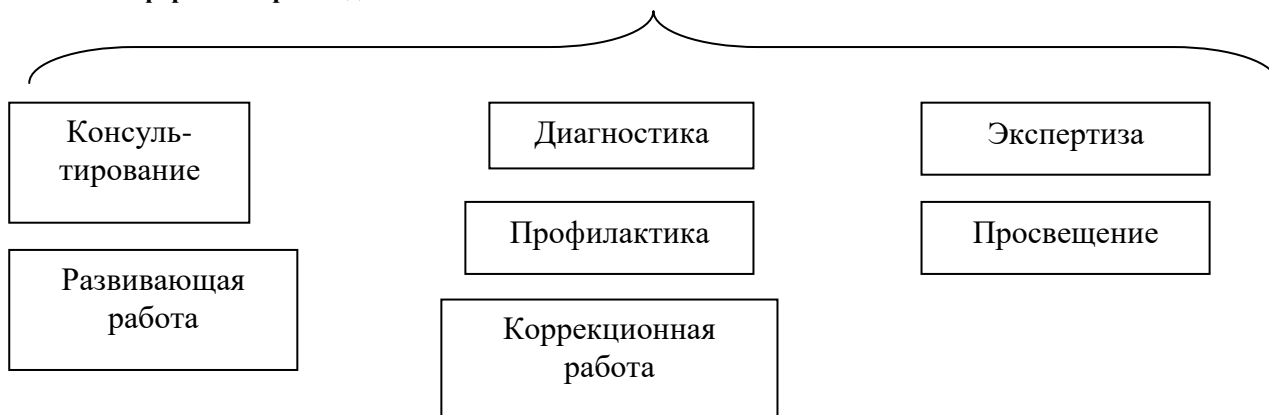 Консуль-
тирование
Диагностика
Экспертиза
Профилактика
Просвещение
Развивающая
работа
Коррекционная
работа